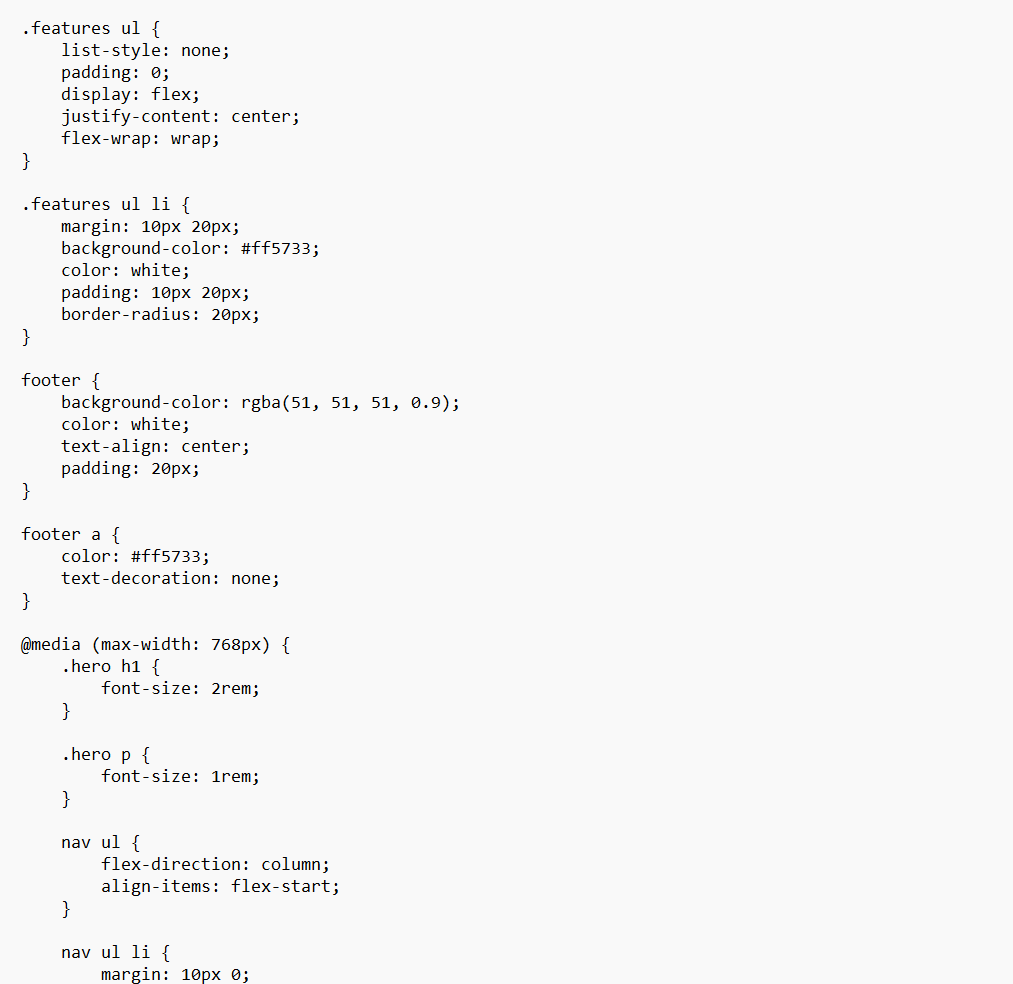 .features ul {
    list-style: none;
    padding: 0;
    display: flex;
    justify-content: center;
    flex-wrap: wrap;
}

.features ul li {
    margin: 10px 20px;
    background-color: #ff5733;
    color: white;
    padding: 10px 20px;
    border-radius: 20px;
}

footer {
    background-color: rgba(51, 51, 51, 0.9);
    color: white;
    text-align: center;
    padding: 20px;
}

footer a {
    color: #ff5733;
    text-decoration: none;
}

@media (max-width: 768px) {
    .hero h1 {
        font-size: 2rem;
    }

    .hero p {
        font-size: 1rem;
    }

    nav ul {
        flex-direction: column;
        align-items: flex-start;
    }

    nav ul li {
        margin: 10px 0;